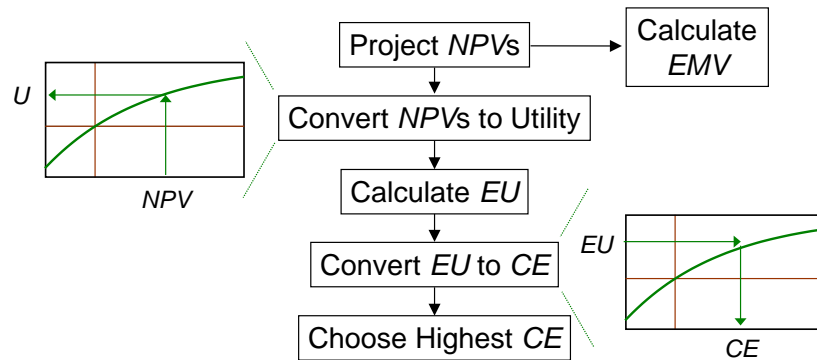 Project NPVs
Calculate
EMV
U
Convert NPVs to Utility
NPV
Calculate EU
EU
Convert EU to CE
Choose Highest CE
CE